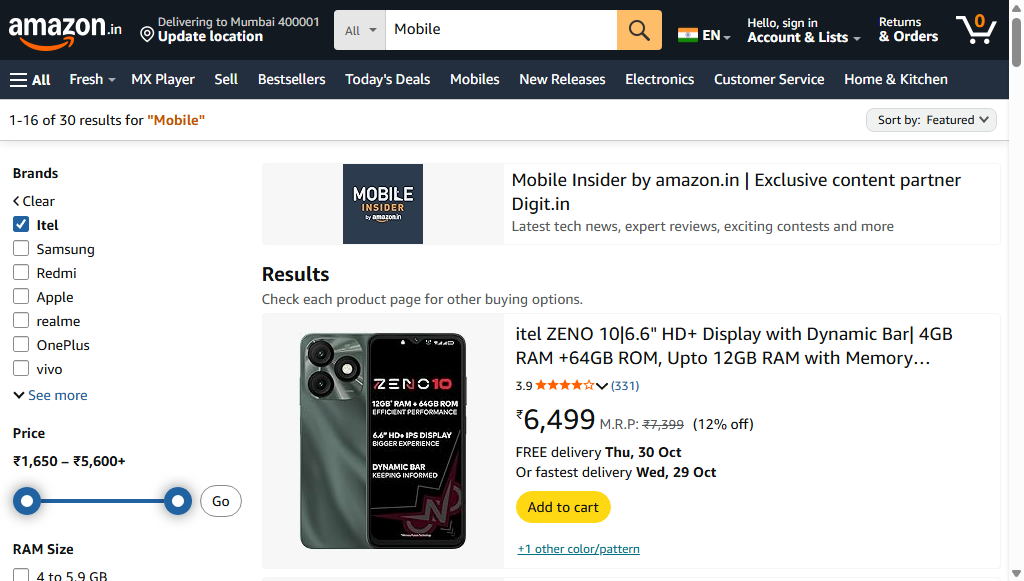 amazon.in
Delivering to Mumbai 400001
Update location
All
Mobile
EN
Hello, sign in
Account & Lists
Returns
& Orders
0
All
Fresh
MX Player
Sell
Bestsellers
Today's Deals
Mobiles
New Releases
Electronics
Customer Service
Home & Kitchen
1-16 of 30 results for "Mobile"
Sort by: Featured
Brands
Clear
Itel
Samsung
Redmi
Apple
realme
OnePlus
vivo
See more
Price
₹1,650 – ₹5,600+
Go
RAM Size
4 to 5.9 GB
MOBILE
INSIDER
by amazon.in
Mobile Insider by amazon.in | Exclusive content partner
Digit.in
Latest tech news, expert reviews, exciting contests and more
Results
Check each product page for other buying options.
ZENO10
12GB* RAM + 64GB ROM
EFFICIENT PERFORMANCE
6.6" HD+ IPS DISPLAY
BIGGER EXPERIENCE
DYNAMIC BAR
KEEPING INFORMED
itel ZENO 10|6.6" HD+ Display with Dynamic Bar| 4GB
RAM +64GB ROM, Upto 12GB RAM with Memory…
3.9 (331)
₹6,499 M.R.P: ₹7,399 (12% off)
FREE delivery Thu, 30 Oct
Or fastest delivery Wed, 29 Oct
Add to cart
+1 other color/pattern